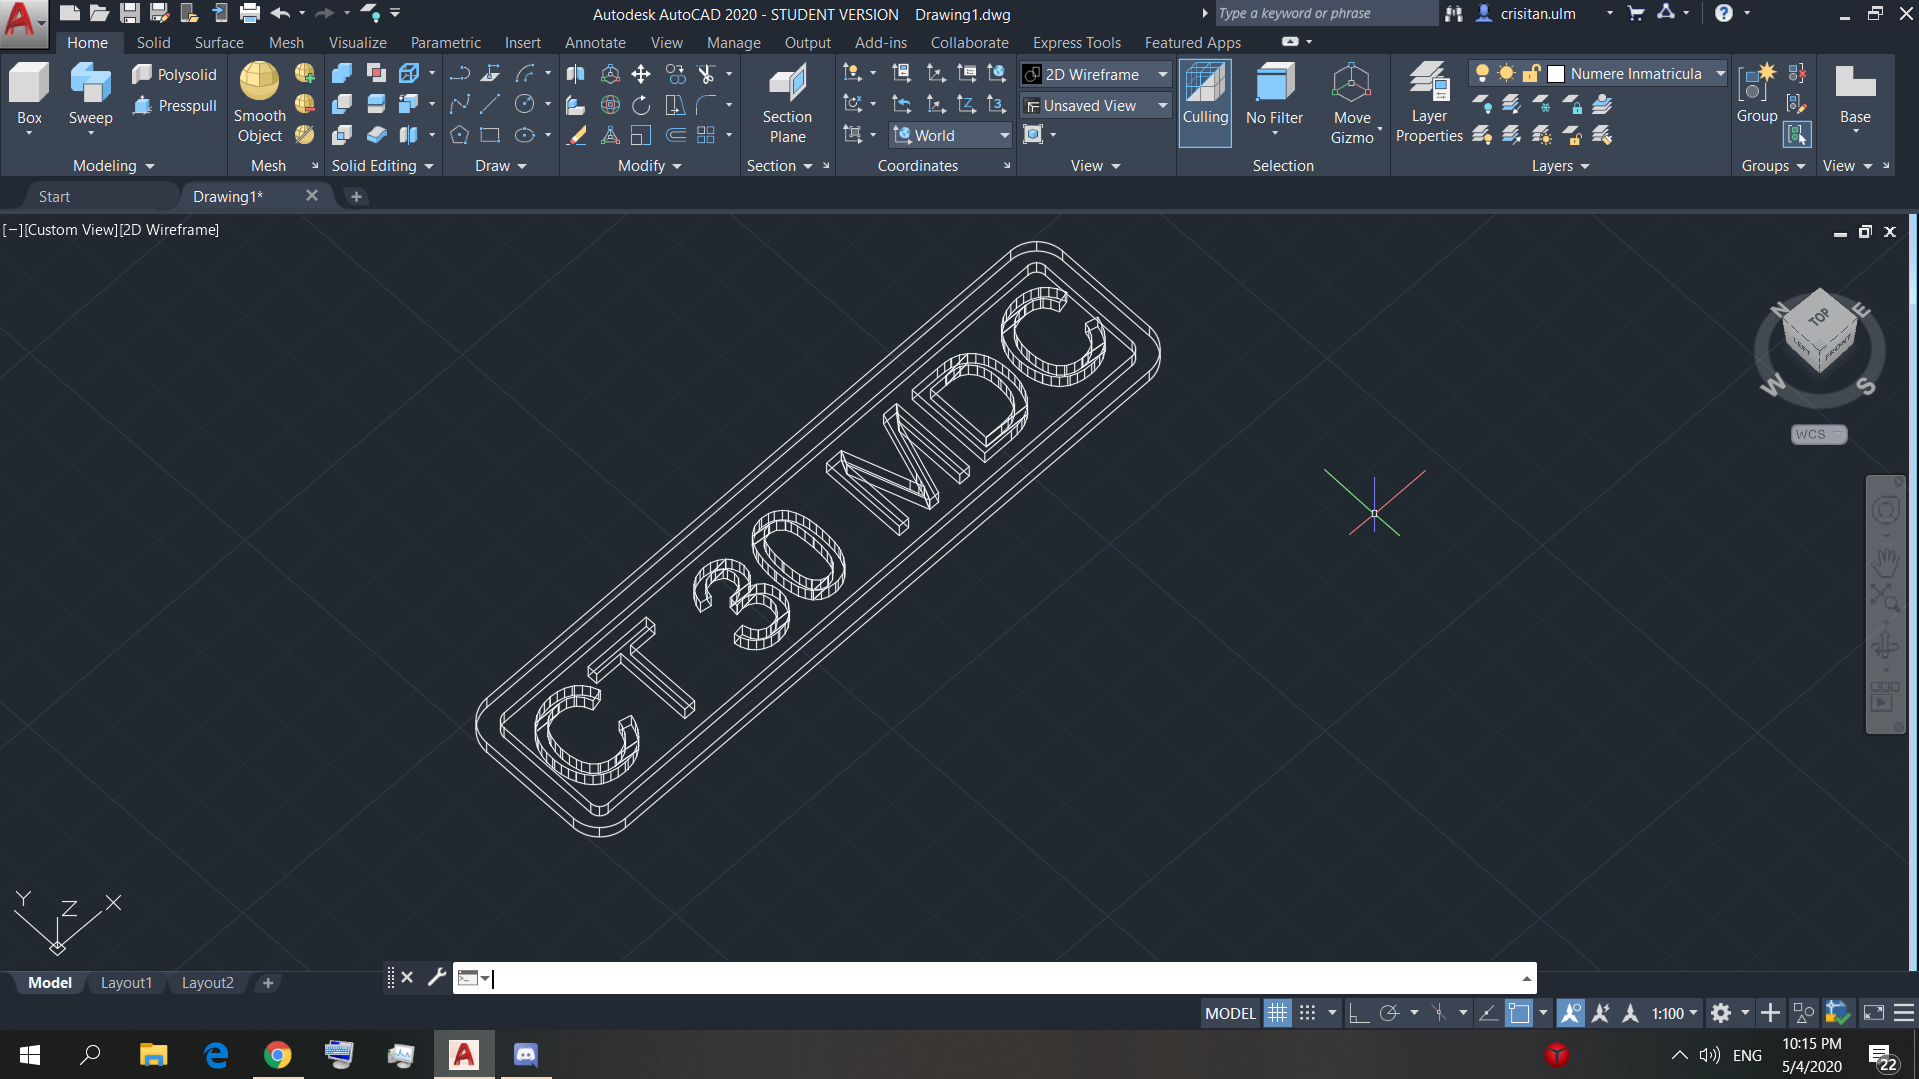 Autodesk AutoCAD 2020 - STUDENT VERSION Drawing1.dwg
Type a keyword or phrase
crisitan.ulm
Home Solid Surface Mesh Visualize Parametric Insert Annotate View Manage Output Add-ins Collaborate Express Tools Featured Apps
Box
Sweep
Polysolid
Presspull
Modeling
Smooth
Object
Mesh
Solid Editing
Draw
Modify
Section
Plane
Section
World
Coordinates
2D Wireframe
Unsaved View
View
Culling
No Filter
Move
Gizmo
Selection
Layer
Properties
Numere Inmatricula
Layers
Group
Groups
Base
View
Start
Drawing1*
[−][Custom View][2D Wireframe]
CT 30 MDC
N
E
TOP
LEFT
FRONT
W
S
WCS
Y
Z
X
Model Layout1 Layout2
MODEL
1:100
ENG
10:15 PM
5/4/2020
22